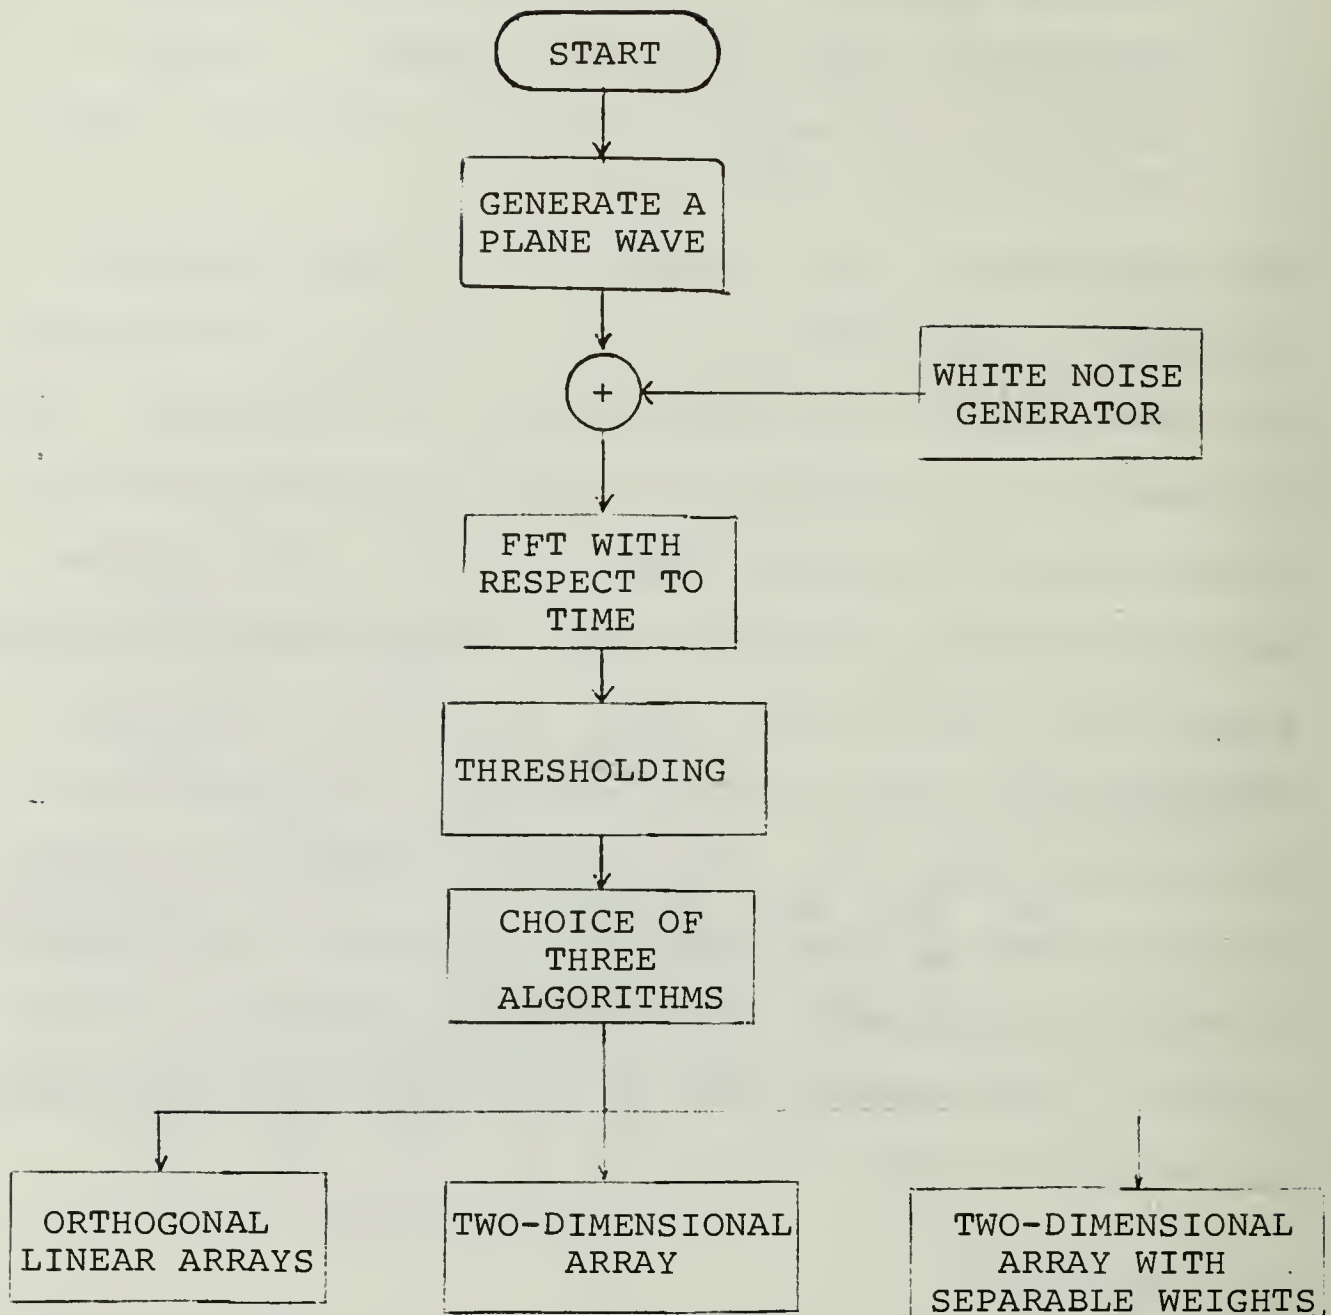 START
GENERATE A
PLANE WAVE
+
WHITE NOISE
GENERATOR
FFT WITH
RESPECT TO
TIME
THRESHOLDING
CHOICE OF
THREE
ALGORITHMS
ORTHOGONAL
LINEAR ARRAYS
TWO-DIMENSIONAL
ARRAY
TWO-DIMENSIONAL
ARRAY WITH
SEPARABLE WEIGHTS